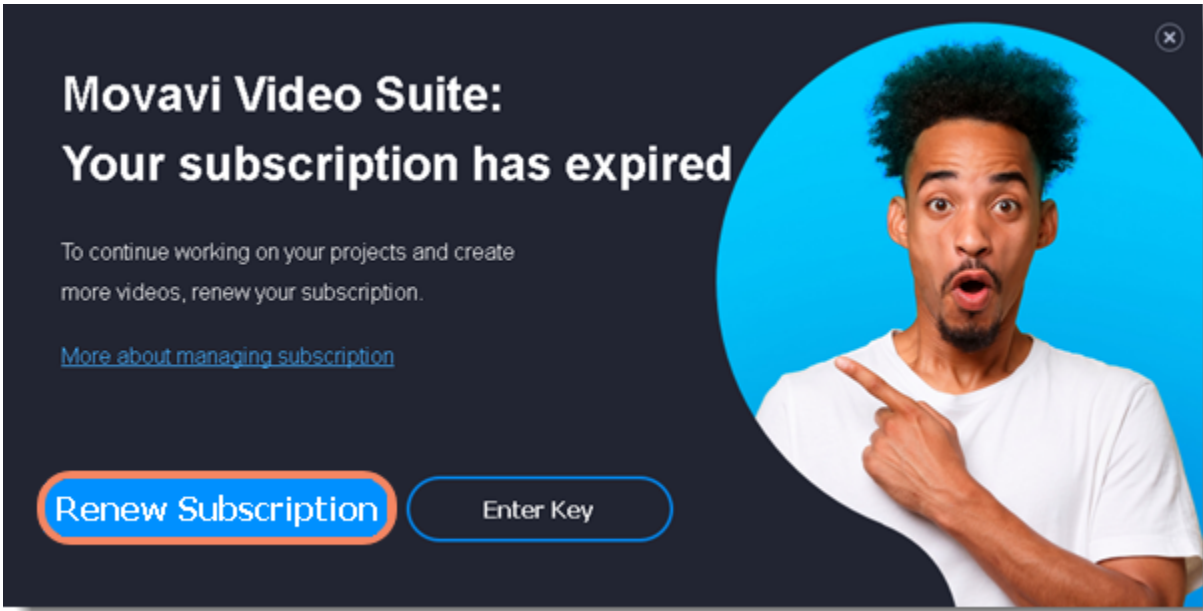 Movavi Video Suite:
Your subscription has expired
To continue working on your projects and create
more videos, renew your subscription.
More about managing subscription
Renew Subscription
Enter Key